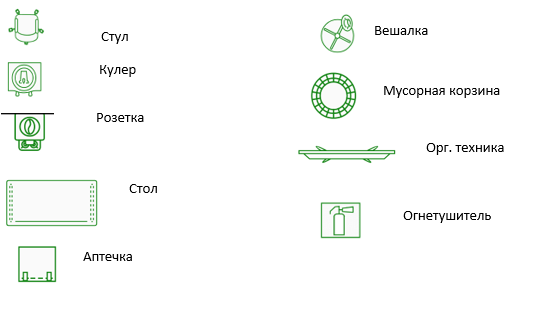 Стул
Кулер
Розетка
Стол
Аптечка
Вешалка
Мусорная корзина
Орг. техника
Огнетушитель